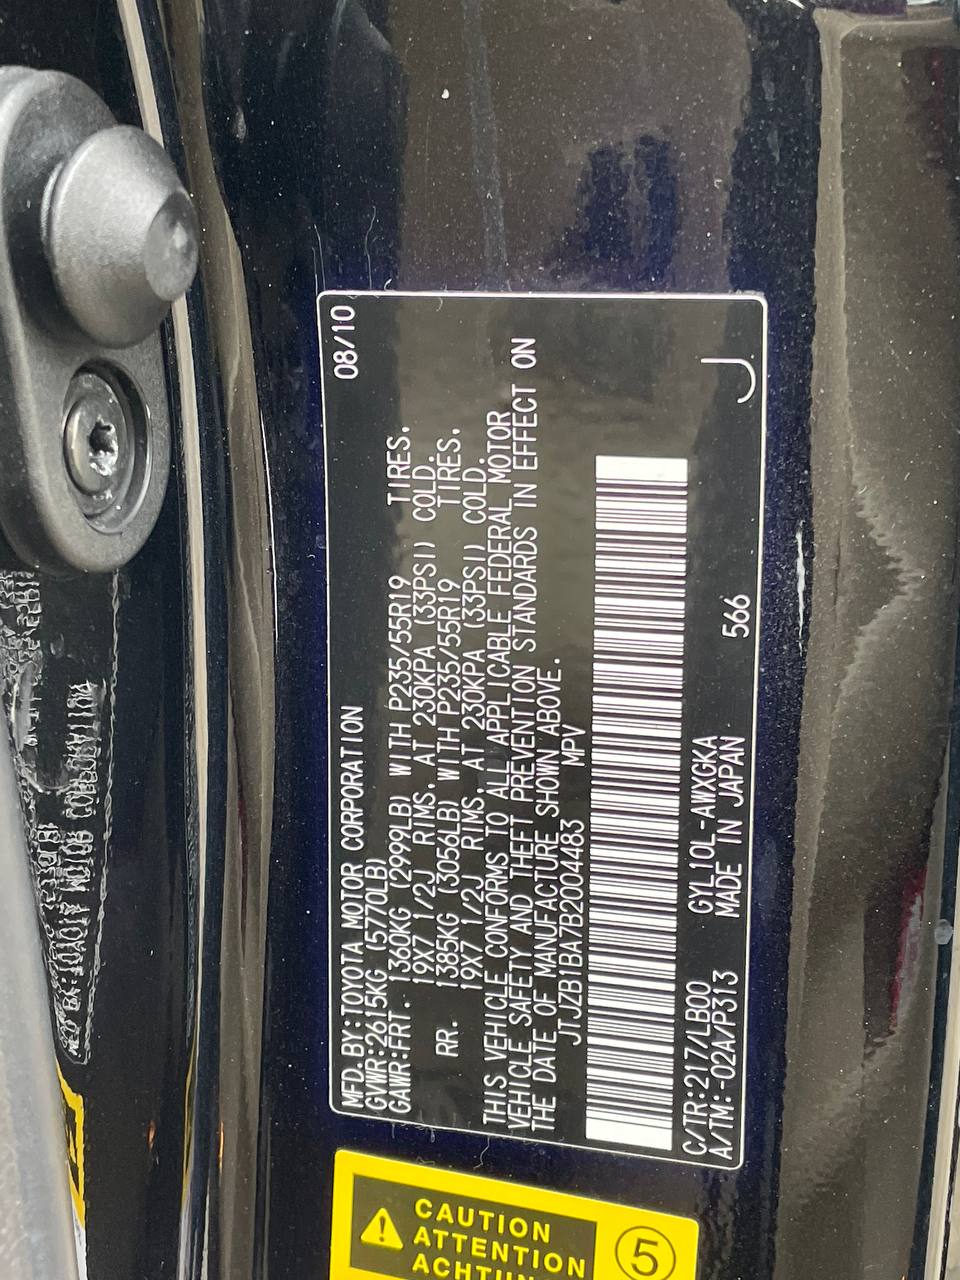 MFD.BY:TOYOTA MOTOR CORPORATION 08/10
GVWR:2615KG (5770LB)
GAWR:FRT. 1360KG (2999LB) WITH P235/55R19 TIRES.
19X7 1/2J RIMS, AT 230KPA (33PSI) COLD.
RR. 1385KG (3056LB) WITH P235/55R19 TIRES.
19X7 1/2J RIMS, AT 230KPA (33PSI) COLD.
THIS VEHICLE CONFORMS TO ALL APPLICABLE FEDERAL MOTOR
VEHICLE SAFETY AND THEFT PREVENTION STANDARDS IN EFFECT ON
THE DATE OF MANUFACTURE SHOWN ABOVE.
JTJZB1BA7B2004483 MPV
C/TR:217/LB00 GYL10L-AWXGKA
A/TM:-02A/P313 MADE IN JAPAN 566 J
CAUTION
ATTENTION
5